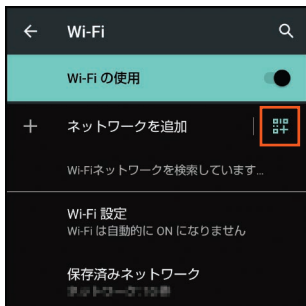 Wi-Fi
Wi-Fi の使用
ネットワークを追加
Wi-Fiネットワークを検索しています...
Wi-Fi 設定
Wi-Fi は自動的に ON になりません
保存済みネットワーク